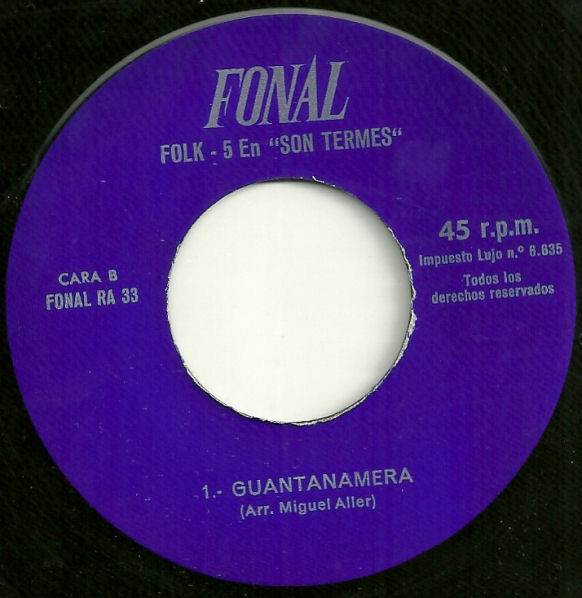 FONAL
FOLK - 5 En "SON TERMES"
45 r.p.m.
Impuesto Lujo n.º 6.635
Todos los
derechos reservados
CARA B
FONAL RA 33
1.- GUANTANAMERA
(Arr. Miguel Aller)